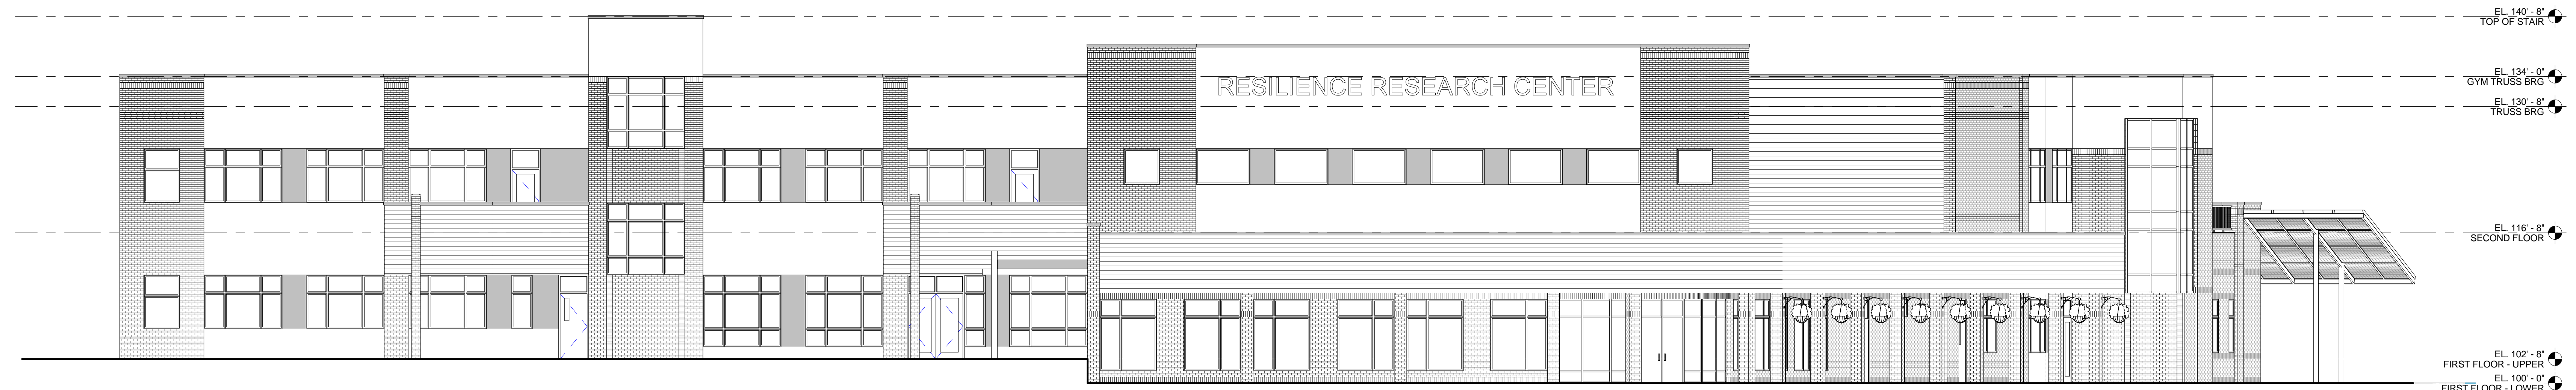 EL. 140' - 8"
TOP OF STAIR
RESILIENCE RESEARCH CENTER
EL. 134' - 0"
GYM TRUSS BRG
EL. 130' - 8"
TRUSS BRG
EL. 116' - 8"
SECOND FLOOR
EL. 102' - 8"
FIRST FLOOR - UPPER
EL. 100' - 0"
FIRST FLOOR - LOWER